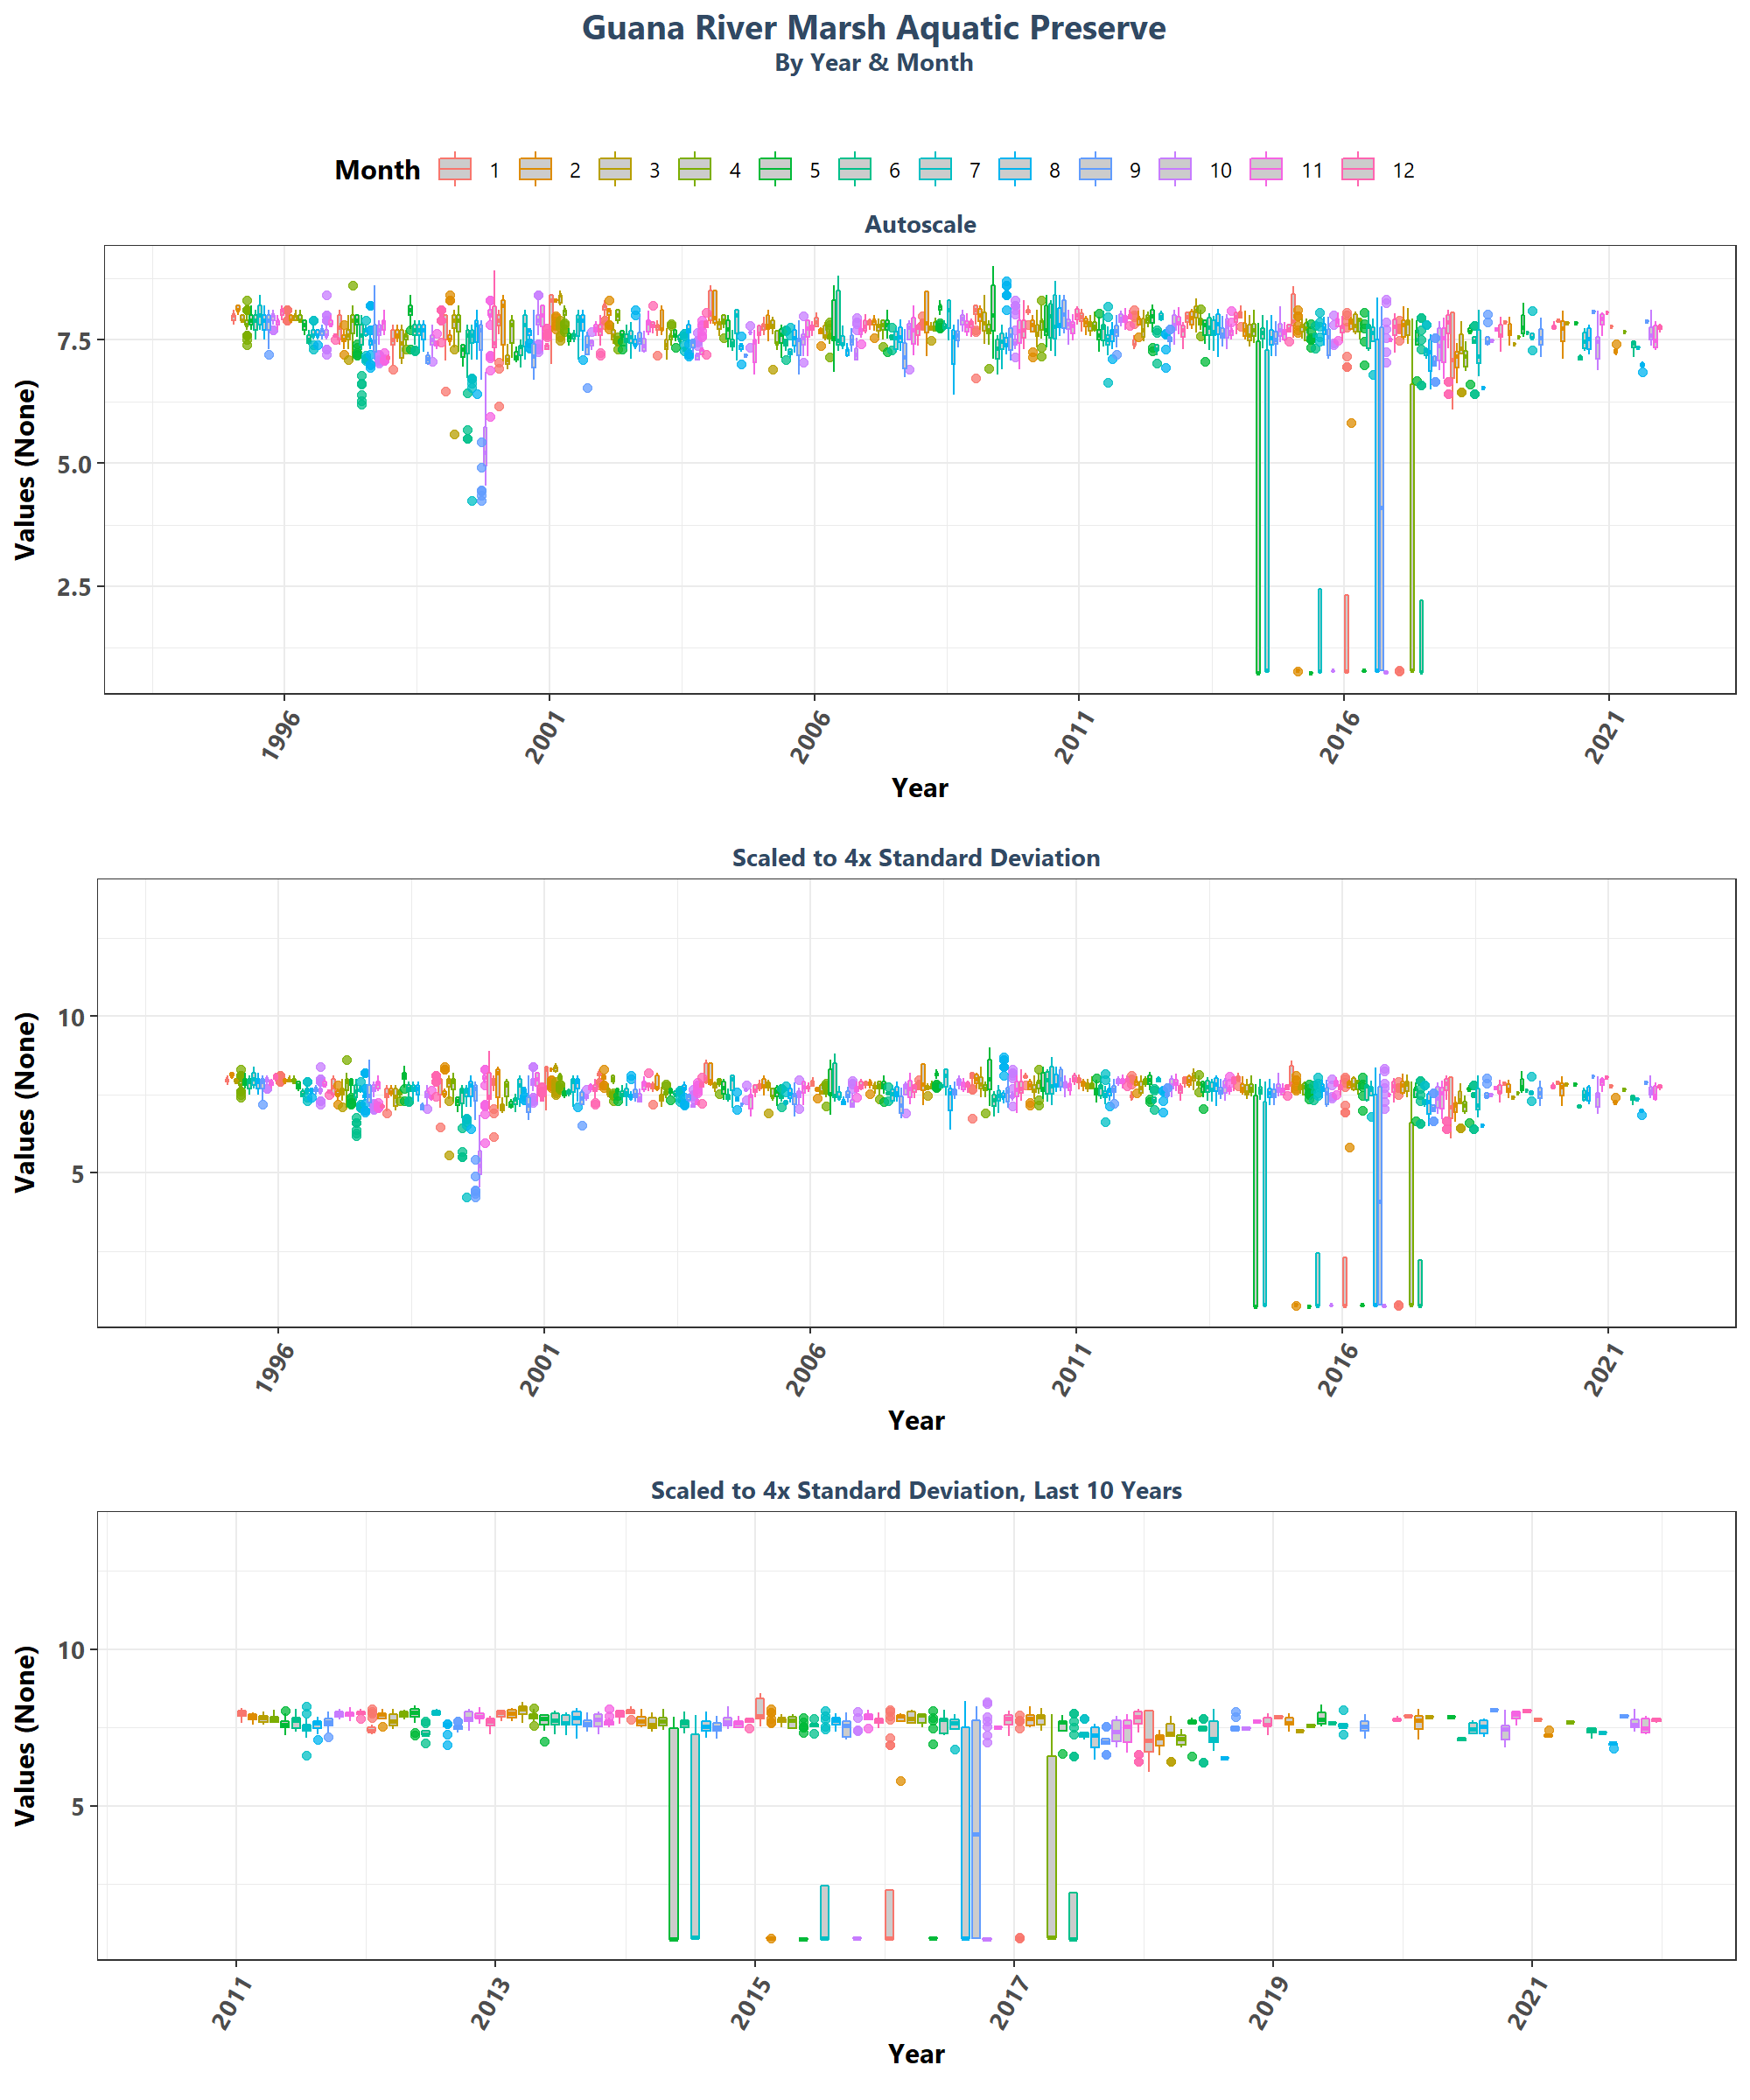 Guana River Marsh Aquatic Preserve
By Year & Month
Month 1 2 3 4 5 6 7 8 9 10 11 12
Autoscale
7.5
5.0
2.5
Values (None)
1996 2001 2006 2011 2016 2021
Year
Scaled to 4x Standard Deviation
10
5
Values (None)
1996 2001 2006 2011 2016 2021
Year
Scaled to 4x Standard Deviation, Last 10 Years
10
5
Values (None)
2011 2013 2015 2017 2019 2021
Year